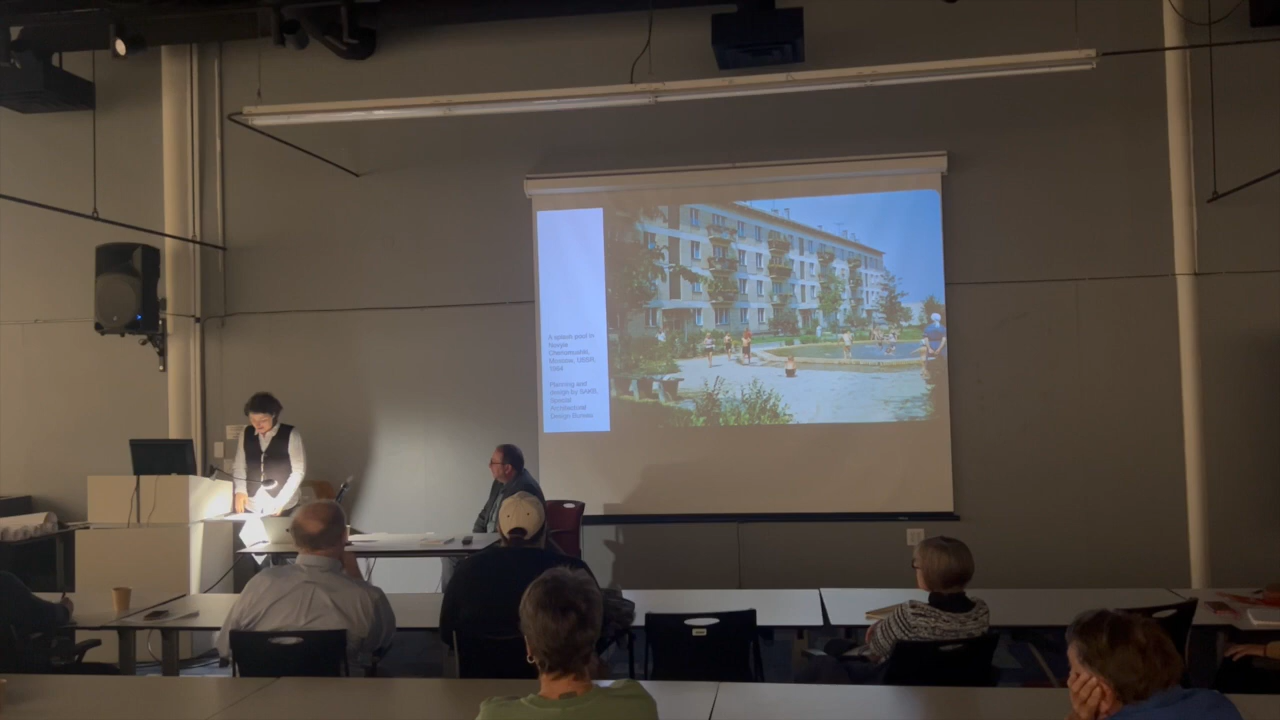 A splash pool in
Novye
Cheremushki,
Moscow, USSR,
1964
Planning and
design by SAKB,
Special
Architectural
Design Bureau